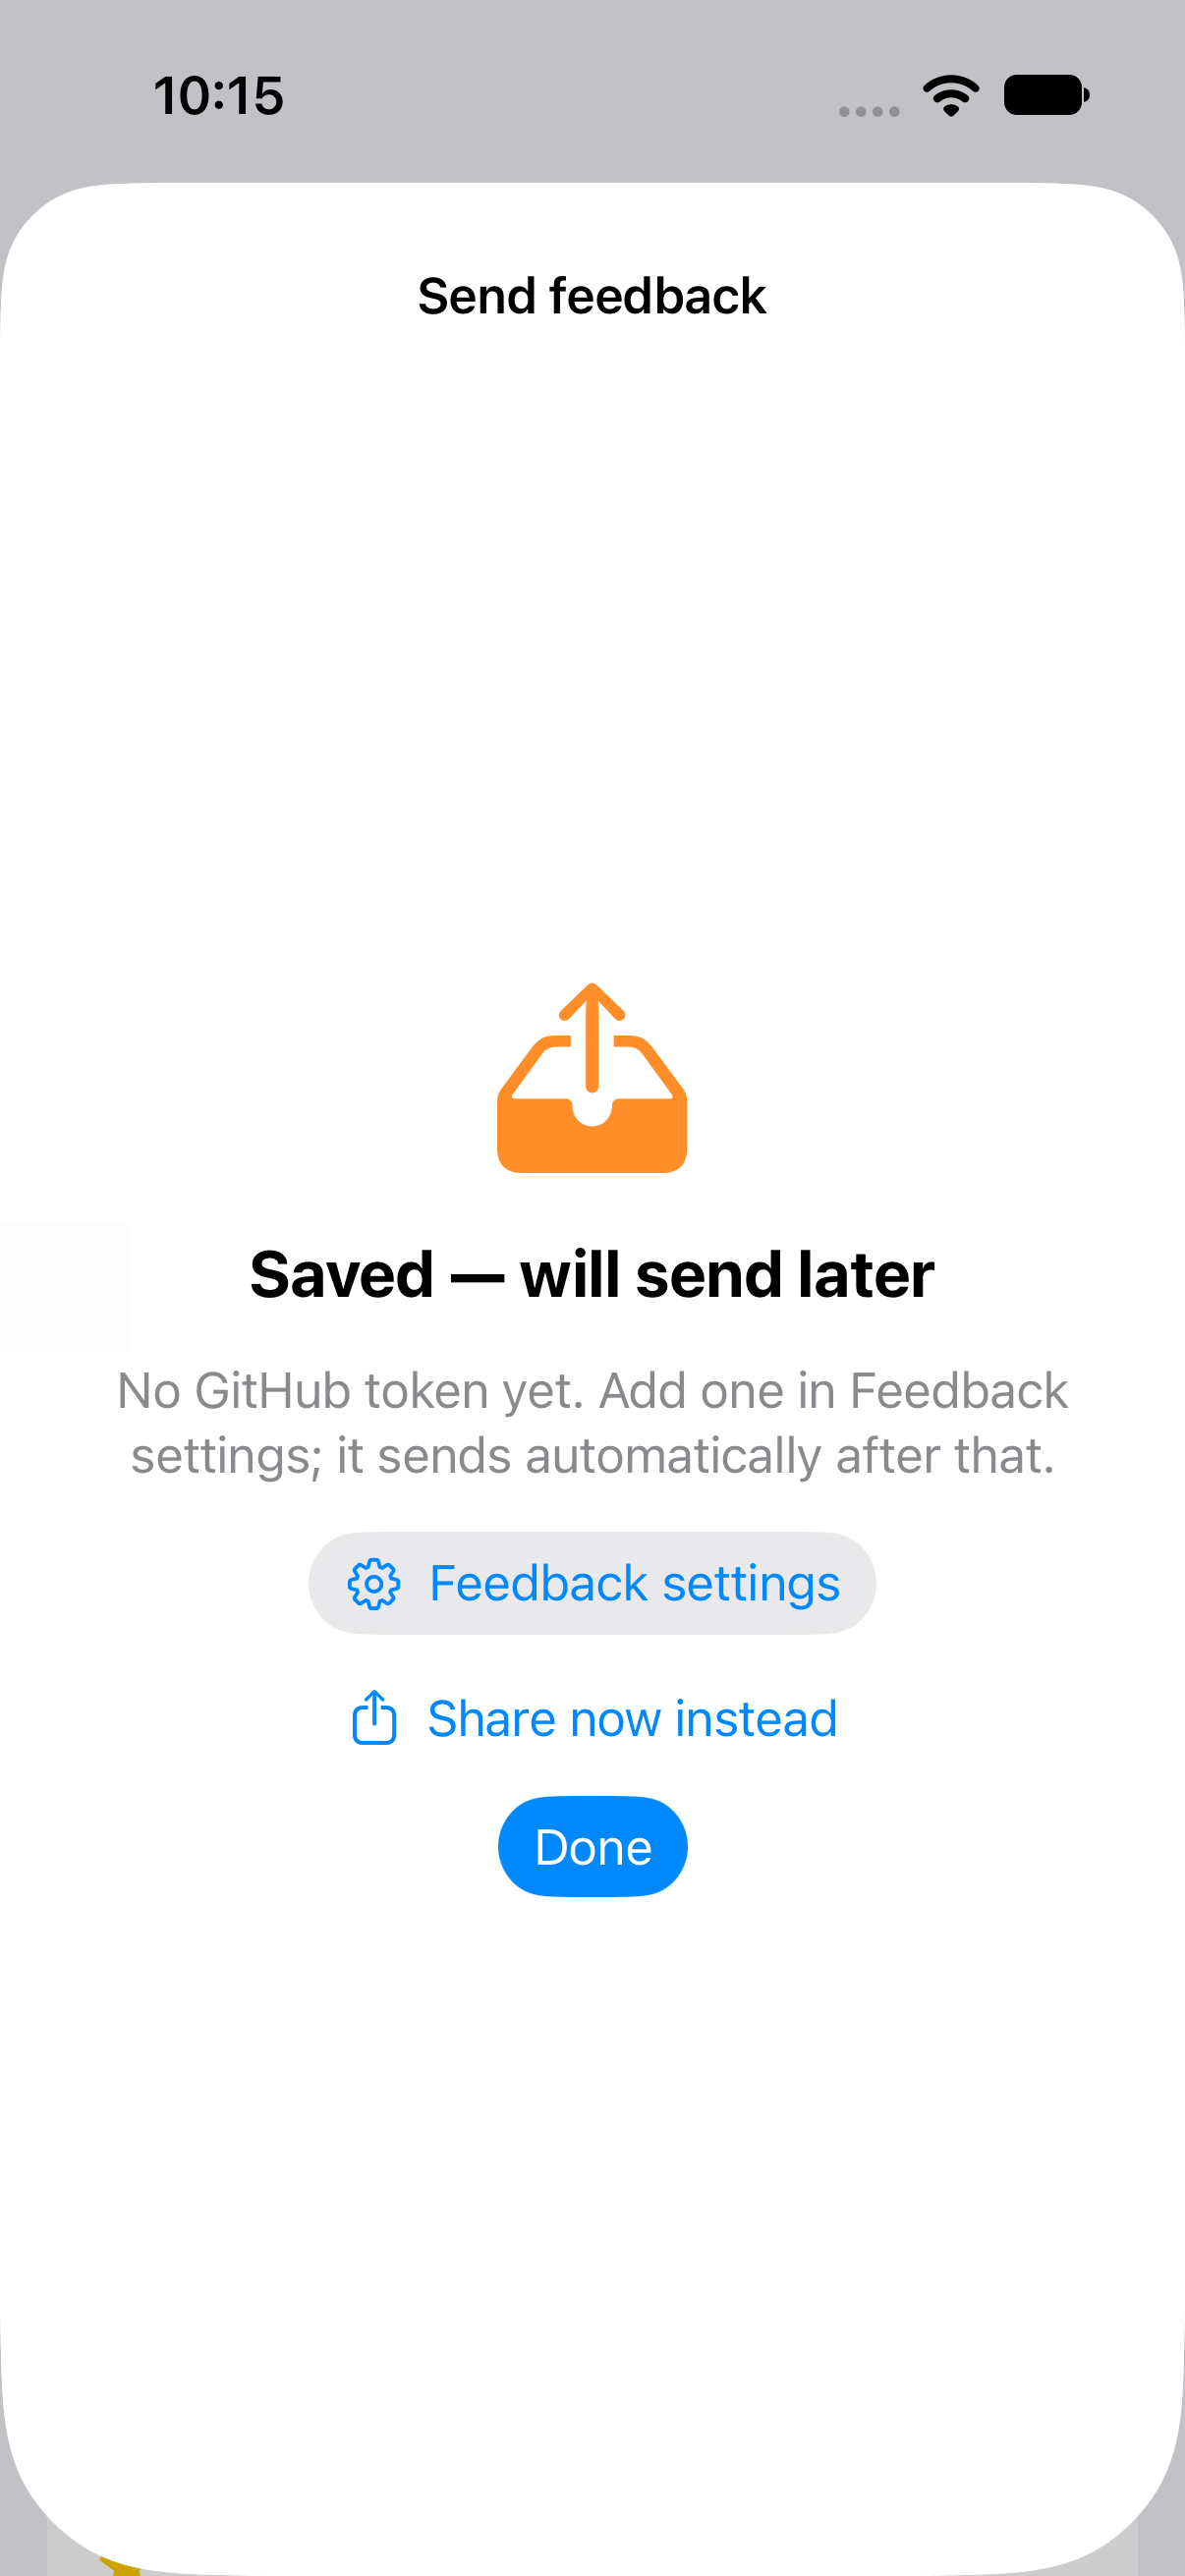 10:15
Send feedback
Saved — will send later
No GitHub token yet. Add one in Feedback
settings; it sends automatically after that.
Feedback settings
Share now instead
Done